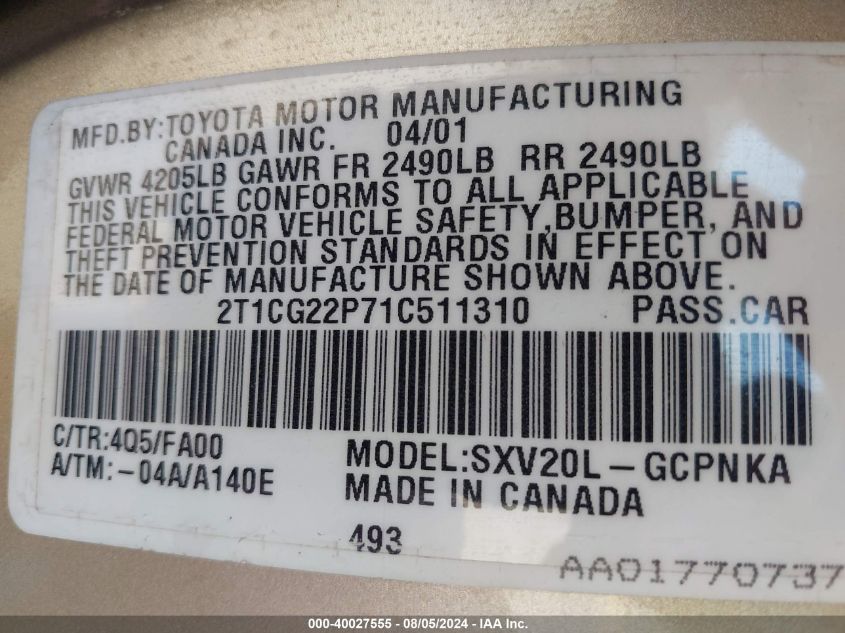 MFD.BY:TOYOTA MOTOR MANUFACTURING
CANADA INC. 04/01
GVWR 4205LB GAWR FR 2490LB RR 2490LB
THIS VEHICLE CONFORMS TO ALL APPLICABLE
FEDERAL MOTOR VEHICLE SAFETY,BUMPER, AND
THEFT PREVENTION STANDARDS IN EFFECT ON
THE DATE OF MANUFACTURE SHOWN ABOVE.
2T1CG22P71C511310 PASS.CAR
C/TR:4Q5/FA00
A/TM:-04A/A140E
MODEL:SXV20L-GCPNKA
MADE IN CANADA
493
AA01770737
000-40027555 - 08/05/2024 - IAA Inc.